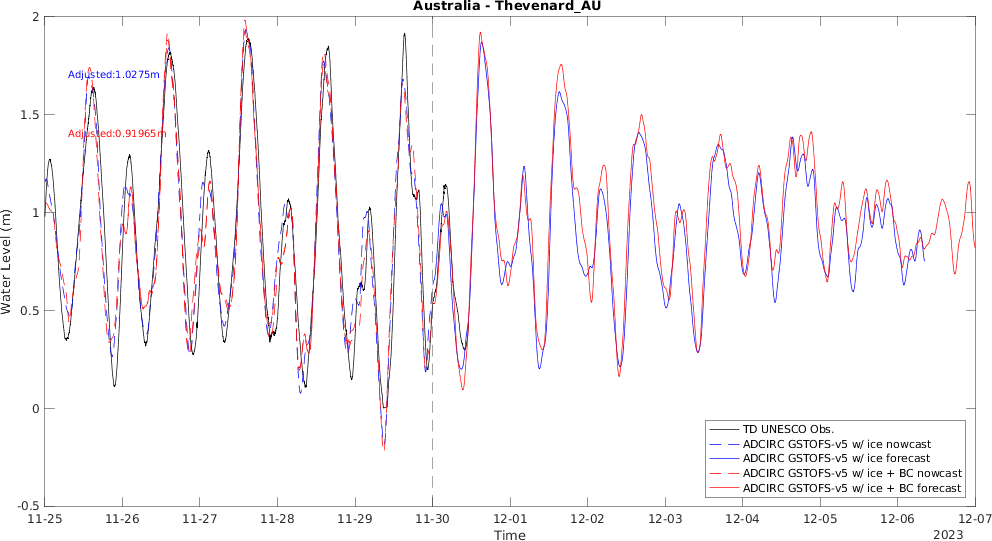 Australia - Thevenard_AU
2
1.5
1
0.5
0
-0.5
Water Level (m)
Adjusted:1.0275m
Adjusted:0.91965m
TD UNESCO Obs.
ADCIRC GSTOFS-v5 w/ ice nowcast
ADCIRC GSTOFS-v5 w/ ice forecast
ADCIRC GSTOFS-v5 w/ ice + BC nowcast
ADCIRC GSTOFS-v5 w/ ice + BC forecast
11-25 11-26 11-27 11-28 11-29 11-30 12-01 12-02 12-03 12-04 12-05 12-06 12-07
Time
2023